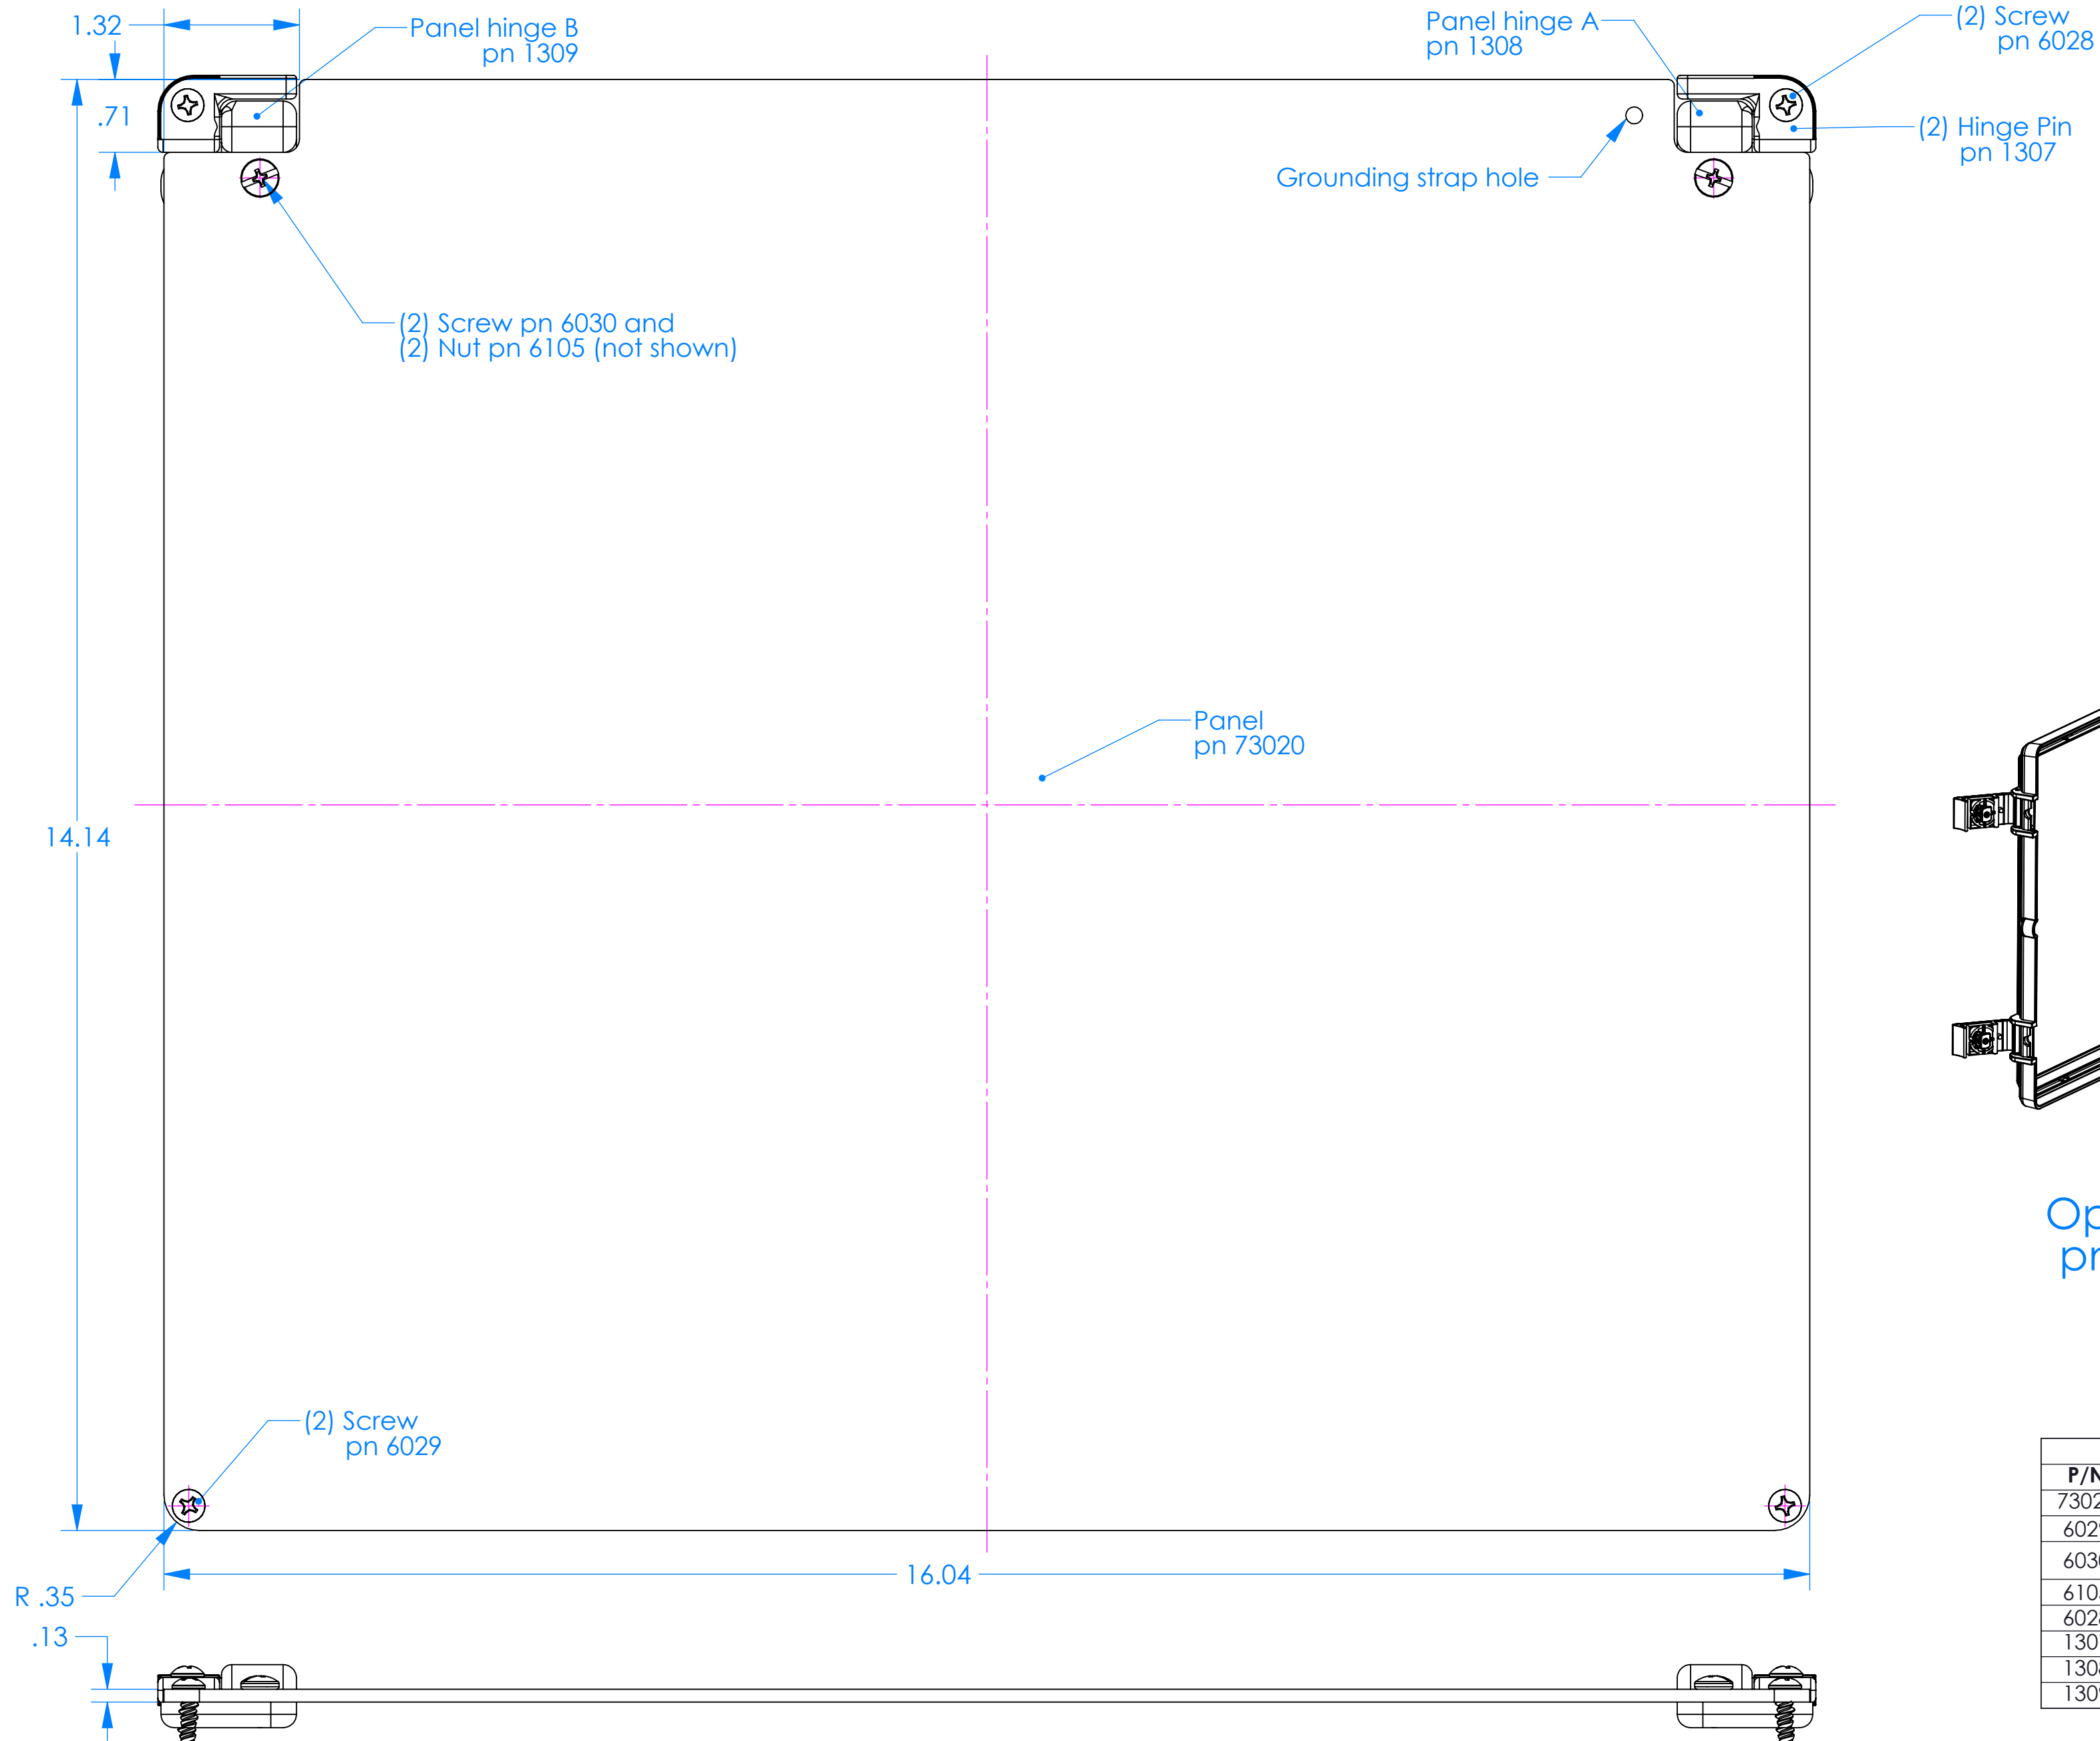 1.32
Panel hinge B
pn 1309
Panel hinge A
pn 1308
(2) Screw
pn 6028
.71
(2) Hinge Pin
pn 1307
Grounding strap hole
(2) Screw pn 6030 and
(2) Nut pn 6105 (not shown)
Panel
pn 73020
14.14
(2) Screw
pn 6029
16.04
R .35
.13